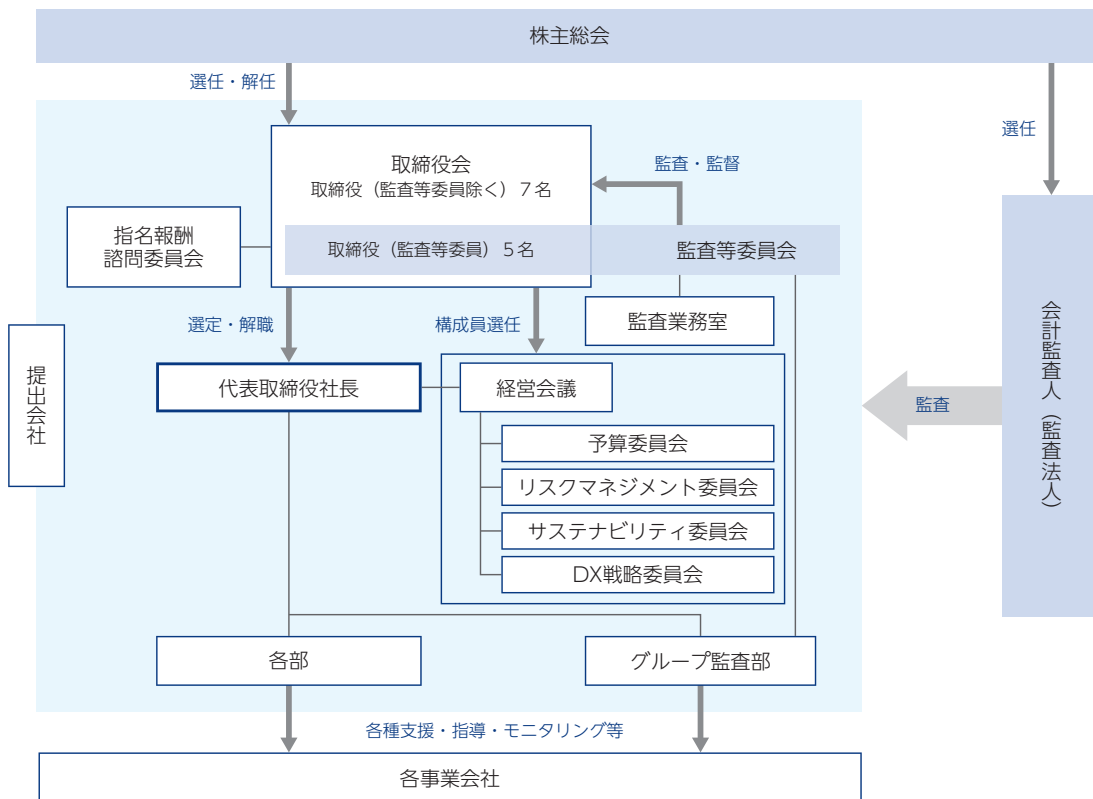 株主総会
選任・解任
選任
取締役会
取締役（監査等委員除く）７名
監査・監督
指名報酬
諮問委員会
取締役（監査等委員）５名
監査等委員会
監査業務室
選定・解職
構成員選任
提出会社
代表取締役社長
経営会議
監査
会計監査人（監査法人）
予算委員会
リスクマネジメント委員会
サステナビリティ委員会
DX戦略委員会
各部
グループ監査部
各種支援・指導・モニタリング等
各事業会社